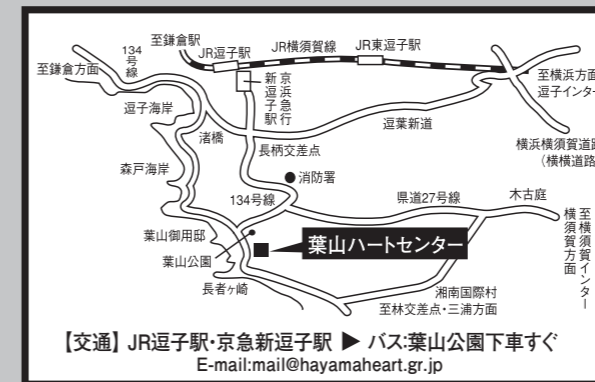 至鎌倉駅
134号線
JR逗子駅
JR横須賀線
JR東逗子駅
至鎌倉方面
京浜急行
新逗子駅
至横浜方面
逗子インター
逗子海岸
渚橋
逗葉新道
長柄交差点
横浜横須賀道路
(横横道路)
森戸海岸
消防署
134号線
県道27号線
木古庭
葉山御用邸
葉山公園
葉山ハートセンター
至横須賀インター
横須賀方面
長者ヶ崎
湘南国際村
至林交差点・三浦方面
【交通】JR逗子駅・京急新逗子駅 ▶ バス:葉山公園下車すぐ
E-mail:mail@hayamaheart.gr.jp